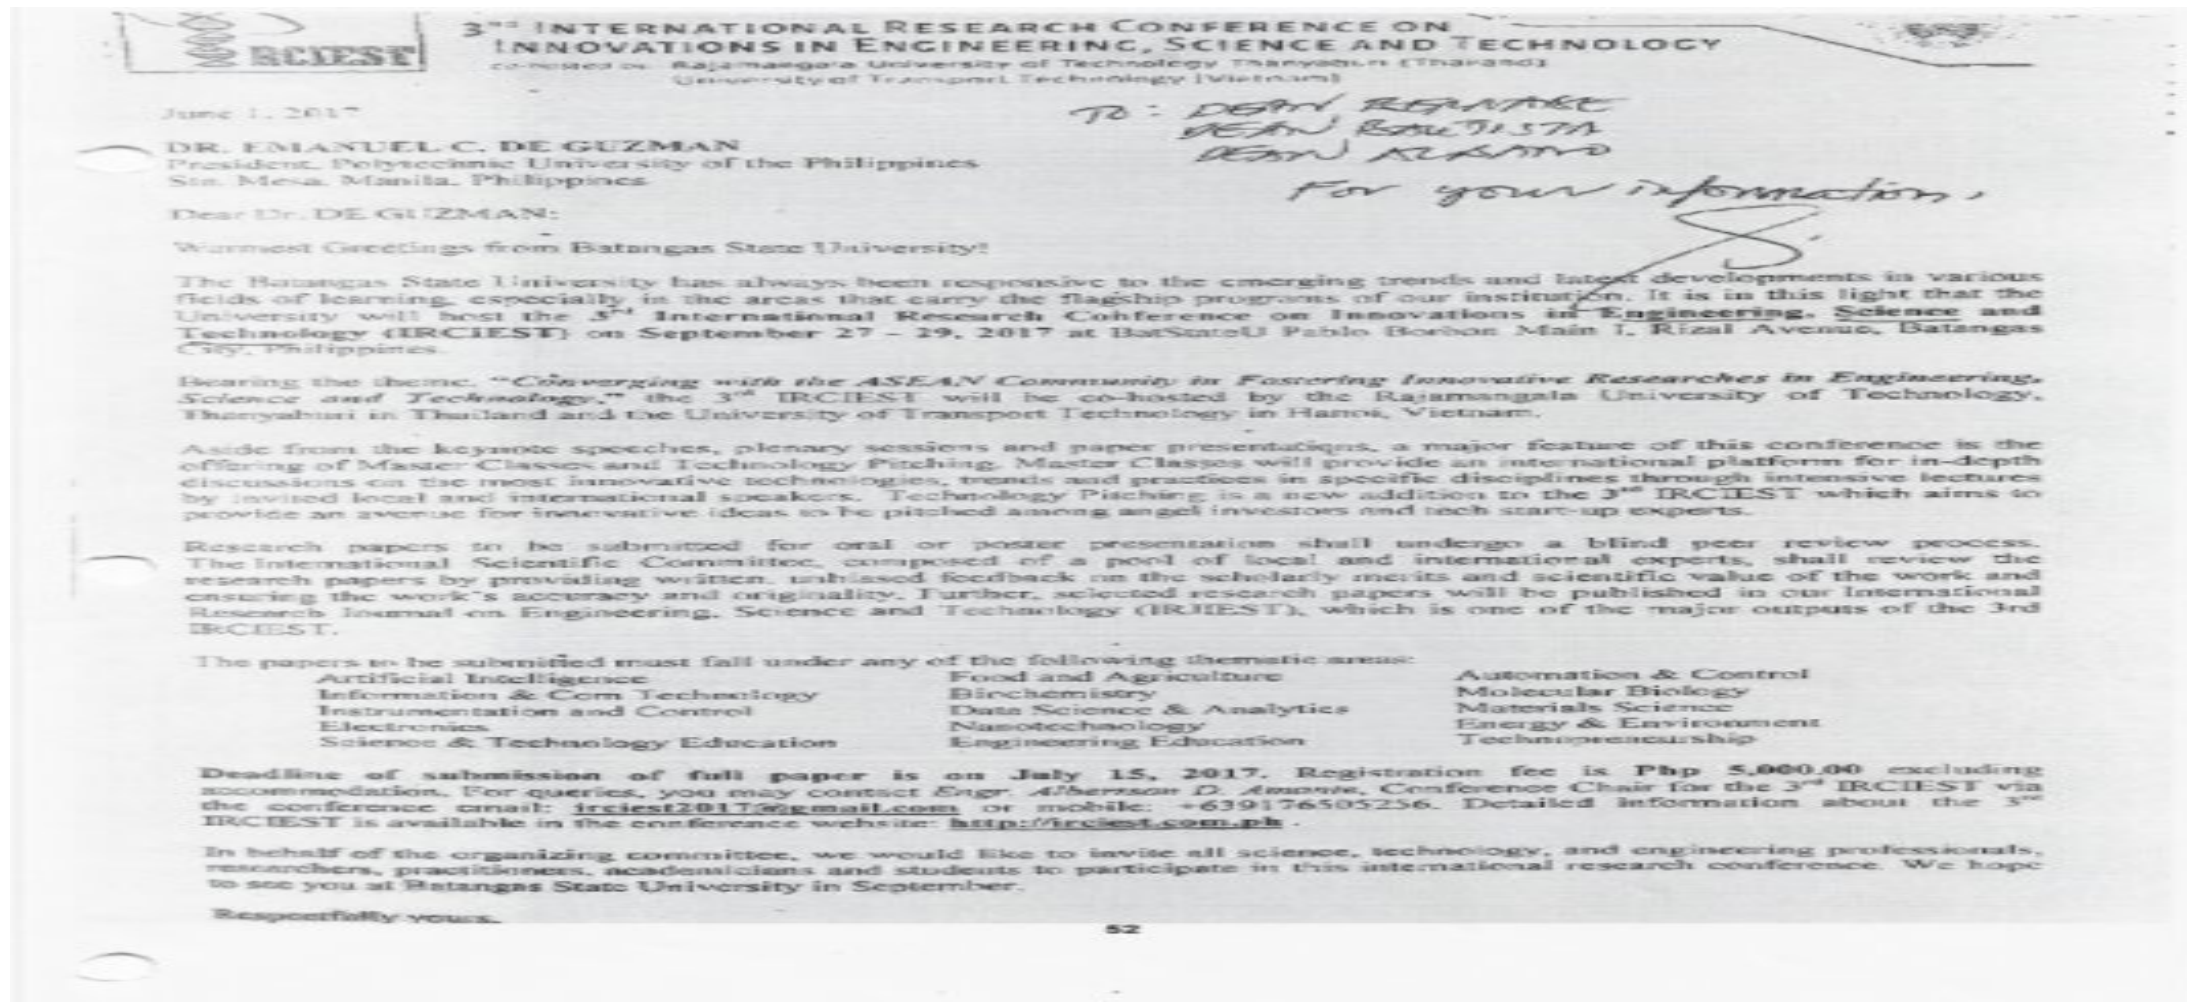 IRCIEST
3rd INTERNATIONAL RESEARCH CONFERENCE ON
INNOVATIONS IN ENGINEERING, SCIENCE AND TECHNOLOGY
co-hosted by: Rajamangala University of Technology Thanyaburi (Thailand)
University of Transport Technology (Vietnam)
June 1, 2017
TO: DEAN
DEAN BAUTISTA
DEAN
For your information.
DR. EMANUEL C. DE GUZMAN
President, Polytechnic University of the Philippines
Sta. Mesa, Manila, Philippines
Dear Dr. DE GUZMAN:
Warmest Greetings from Batangas State University!
The Batangas State University has always been responsive to the emerging trends and latest developments in various
fields of learning, especially in the areas that carry the flagship programs of our institution. It is in this light that the
University will host the 3rd International Research Conference on Innovations in Engineering, Science and
Technology (IRCIEST) on September 27 – 29, 2017 at BatStateU Pablo Borbon Main I, Rizal Avenue, Batangas
City, Philippines.
Bearing the theme, "Converging with the ASEAN Community in Fostering Innovative Researches in Engineering,
Science and Technology," the 3rd IRCIEST will be co-hosted by the Rajamangala University of Technology,
Thanyaburi in Thailand and the University of Transport Technology in Hanoi, Vietnam.
Aside from the keynote speeches, plenary sessions and paper presentations, a major feature of this conference is the
offering of Master Classes and Technology Pitching. Master Classes will provide an international platform for in-depth
discussions on the most innovative technologies, trends and practices in specific disciplines through intensive lectures
by invited local and international speakers. Technology Pitching is a new addition to the 3rd IRCIEST which aims to
provide an avenue for innovative ideas to be pitched among angel investors and tech start-up experts.
Research papers to be submitted for oral or poster presentation shall undergo a blind peer review process.
The International Scientific Committee, composed of a pool of local and international experts, shall review the
research papers by providing written, unbiased feedback on the scholarly merits and scientific value of the work and
ensuring the work's accuracy and originality. Further, selected research papers will be published in our International
Research Journal on Engineering, Science and Technology (IRJIEST), which is one of the major outputs of the 3rd
IRCIEST.
The papers to be submitted must fall under any of the following thematic areas:
Artificial Intelligence Food and Agriculture Automation & Control
Information & Com Technology Biochemistry Molecular Biology
Instrumentation and Control Data Science & Analytics Materials Science
Electronics Nanotechnology Energy & Environment
Science & Technology Education Engineering Education Technopreneurship
Deadline of submission of full paper is on July 15, 2017. Registration fee is Php 5,000.00 excluding
accommodation. For queries, you may contact Engr. Albertson D. Amante, Conference Chair for the 3rd IRCIEST via
the conference email: irciest2017@gmail.com or mobile: +639176505256. Detailed information about the 3rd
IRCIEST is available in the conference website: http://irciest.com.ph .
In behalf of the organizing committee, we would like to invite all science, technology, and engineering professionals,
researchers, practitioners, academicians and students to participate in this international research conference. We hope
to see you at Batangas State University in September.
Respectfully yours,
52